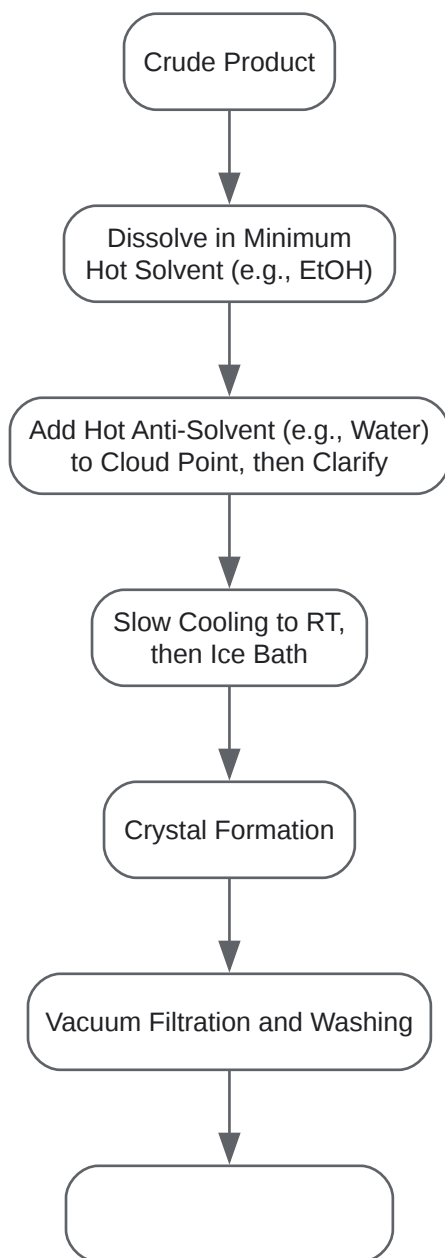 Crude Product
Dissolve in Minimum
Hot Solvent (e.g., EtOH)
Add Hot Anti-Solvent (e.g., Water)
to Cloud Point, then Clarify
Slow Cooling to RT,
then Ice Bath
Crystal Formation
Vacuum Filtration and Washing